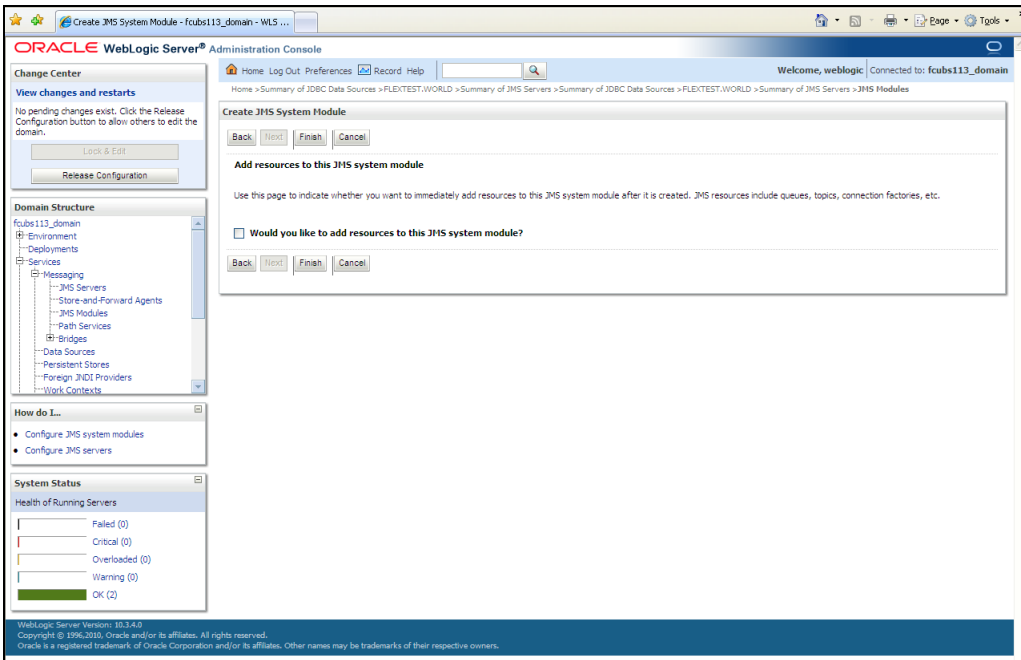 Create JMS System Module - fcubs113_domain - WLS ...
Page
Tools
ORACLE WebLogic Server® Administration Console
Change Center
View changes and restarts
No pending changes exist. Click the Release
Configuration button to allow others to edit the
domain.
Lock & Edit
Release Configuration
Domain Structure
fcubs113_domain
Environment
Deployments
Services
Messaging
JMS Servers
Store-and-Forward Agents
JMS Modules
Path Services
Bridges
Data Sources
Persistent Stores
Foreign JNDI Providers
Work Contexts
How do I...
Configure JMS system modules
Configure JMS servers
System Status
Health of Running Servers
Failed (0)
Critical (0)
Overloaded (0)
Warning (0)
OK (2)
Home Log Out Preferences Record Help
Welcome, weblogic Connected to: fcubs113_domain
Home >Summary of JDBC Data Sources >FLEXTEST.WORLD >Summary of JMS Servers >Summary of JDBC Data Sources >FLEXTEST.WORLD >Summary of JMS Servers >JMS Modules
Create JMS System Module
Back Next Finish Cancel
Add resources to this JMS system module
Use this page to indicate whether you want to immediately add resources to this JMS system module after it is created. JMS resources include queues, topics, connection factories, etc.
Would you like to add resources to this JMS system module?
Back Next Finish Cancel
WebLogic Server Version: 10.3.4.0
Copyright © 1996,2010, Oracle and/or its affiliates. All rights reserved.
Oracle is a registered trademark of Oracle Corporation and/or its affiliates. Other names may be trademarks of their respective owners.